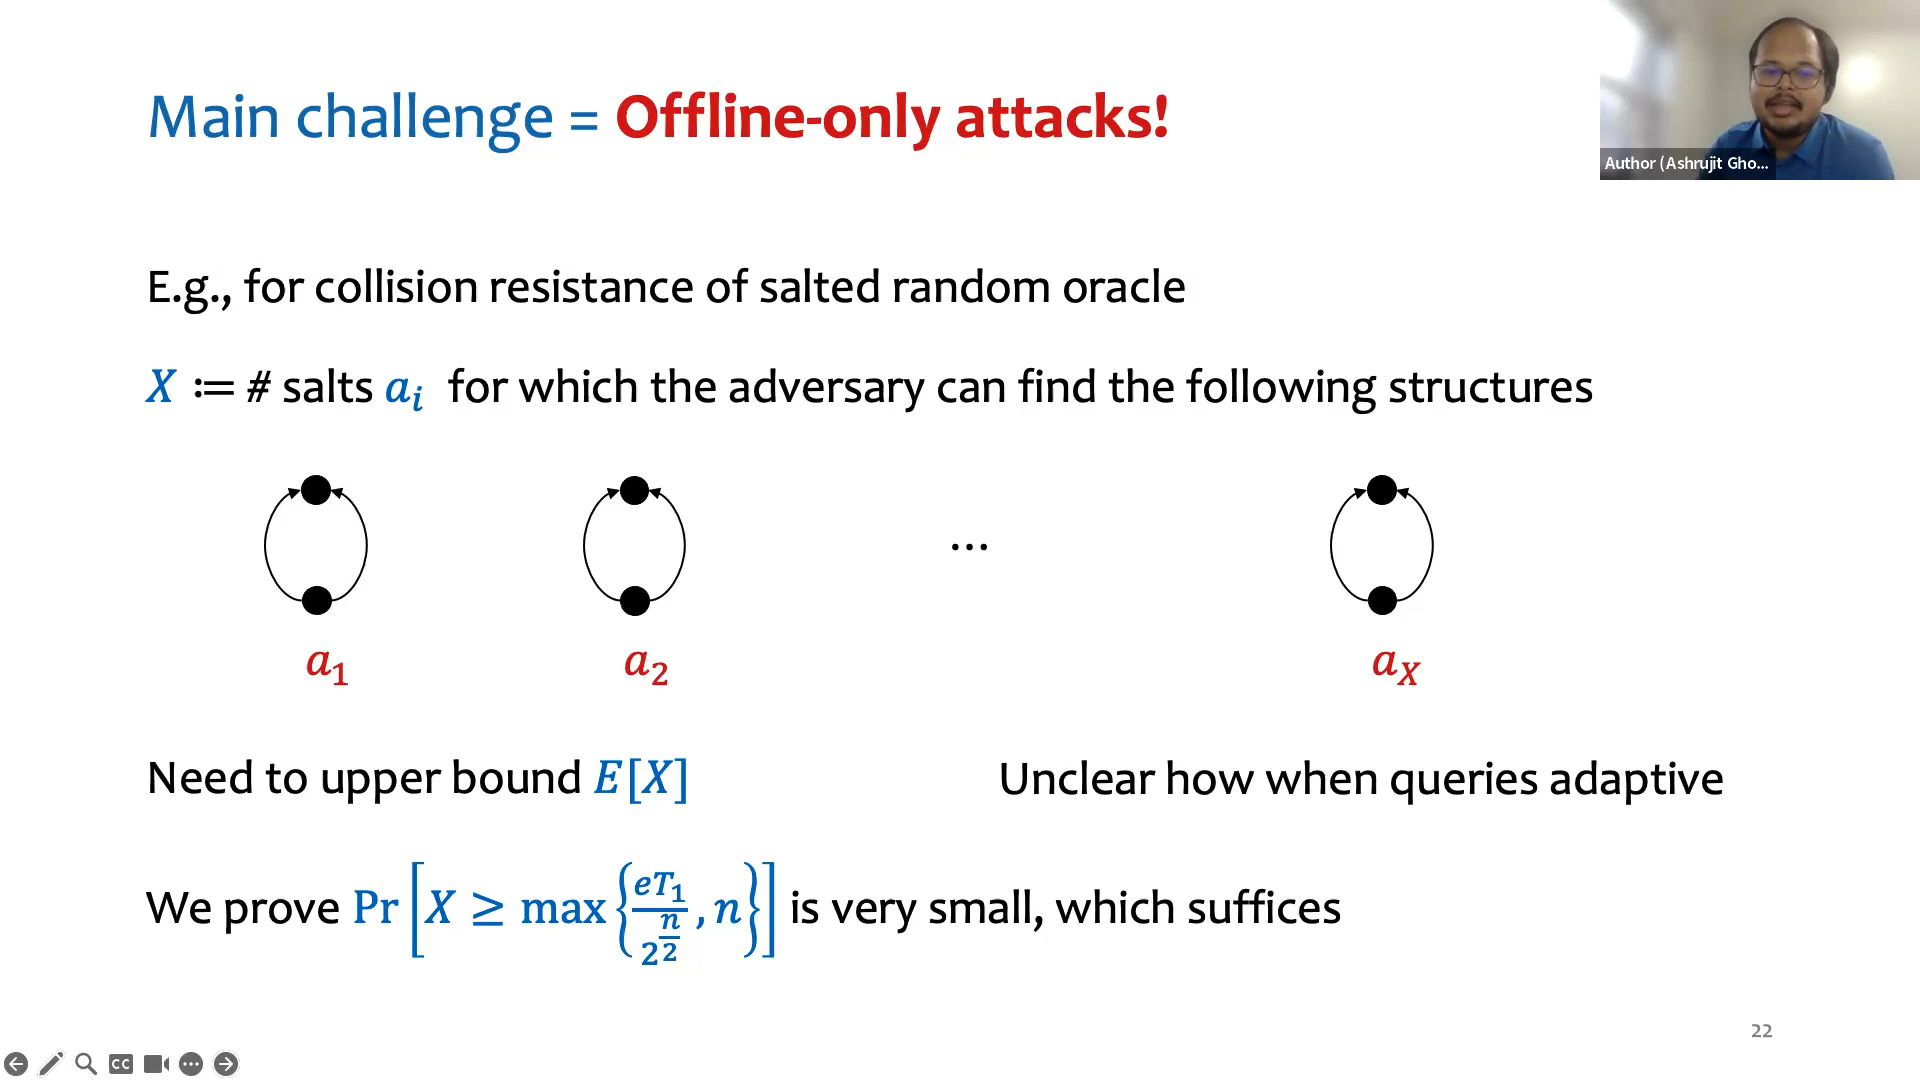 Main challenge = Offline-only attacks!
Author (Ashrujit Gho...
E.g., for collision resistance of salted random oracle
X ≔ # salts aᵢ for which the adversary can find the following structures
...
a₁ a₂ a_X
Need to upper bound E[X] Unclear how when queries adaptive
We prove Pr[X ≥ max{eT₁/2^(n/2), n}] is very small, which suffices
22
CC